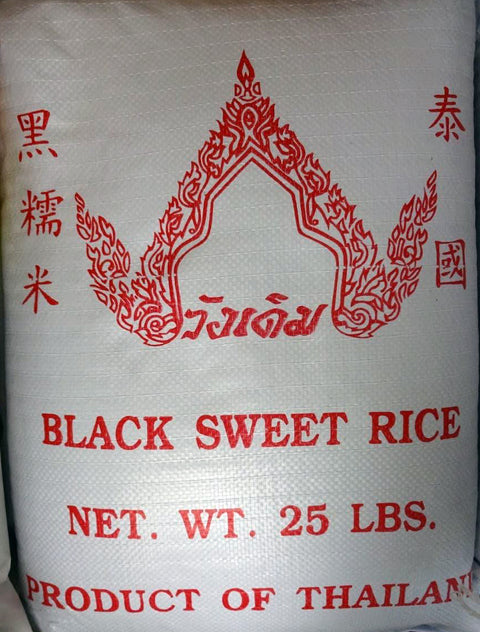 黑糯米
泰國
วังเดิม
BLACK SWEET RICE
NET. WT. 25 LBS.
PRODUCT OF THAILAND